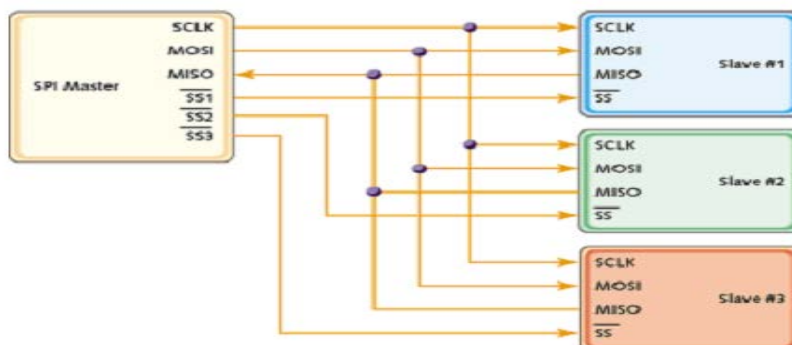 SCLK
MOSI
MISO
SPI Master
SS1
SS2
SS3
SCLK
MOSI
MISO
SS
Slave #1
SCLK
MOSI
MISO
SS
Slave #2
SCLK
MOSI
MISO
SS
Slave #3